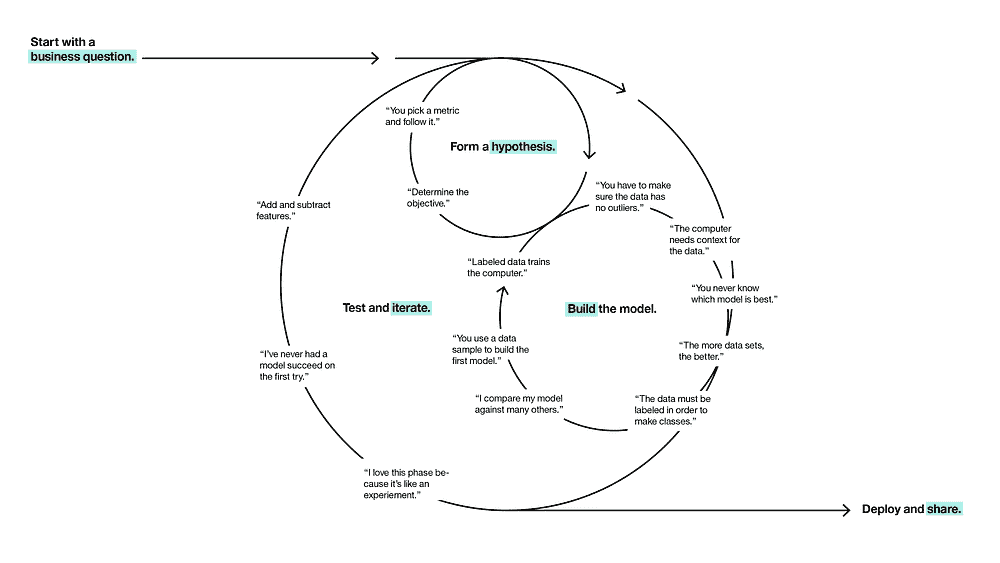 Start with a
business question.
“You pick a metric
and follow it.”
Form a hypothesis.
“Determine the
objective.”
“You have to make
sure the data has
no outliers.”
“Add and subtract
features.”
“The computer
needs context for
the data.”
“Labeled data trains
the computer.”
“You never know
which model is best.”
Test and iterate.
Build the model.
“You use a data
sample to build the
first model.”
“The more data sets,
the better.”
“I’ve never had a
model succeed on
the first try.”
“I compare my model
against many others.”
“The data must be
labeled in order to
make classes.”
“I love this phase be-
cause it’s like an
experiement.”
Deploy and share.